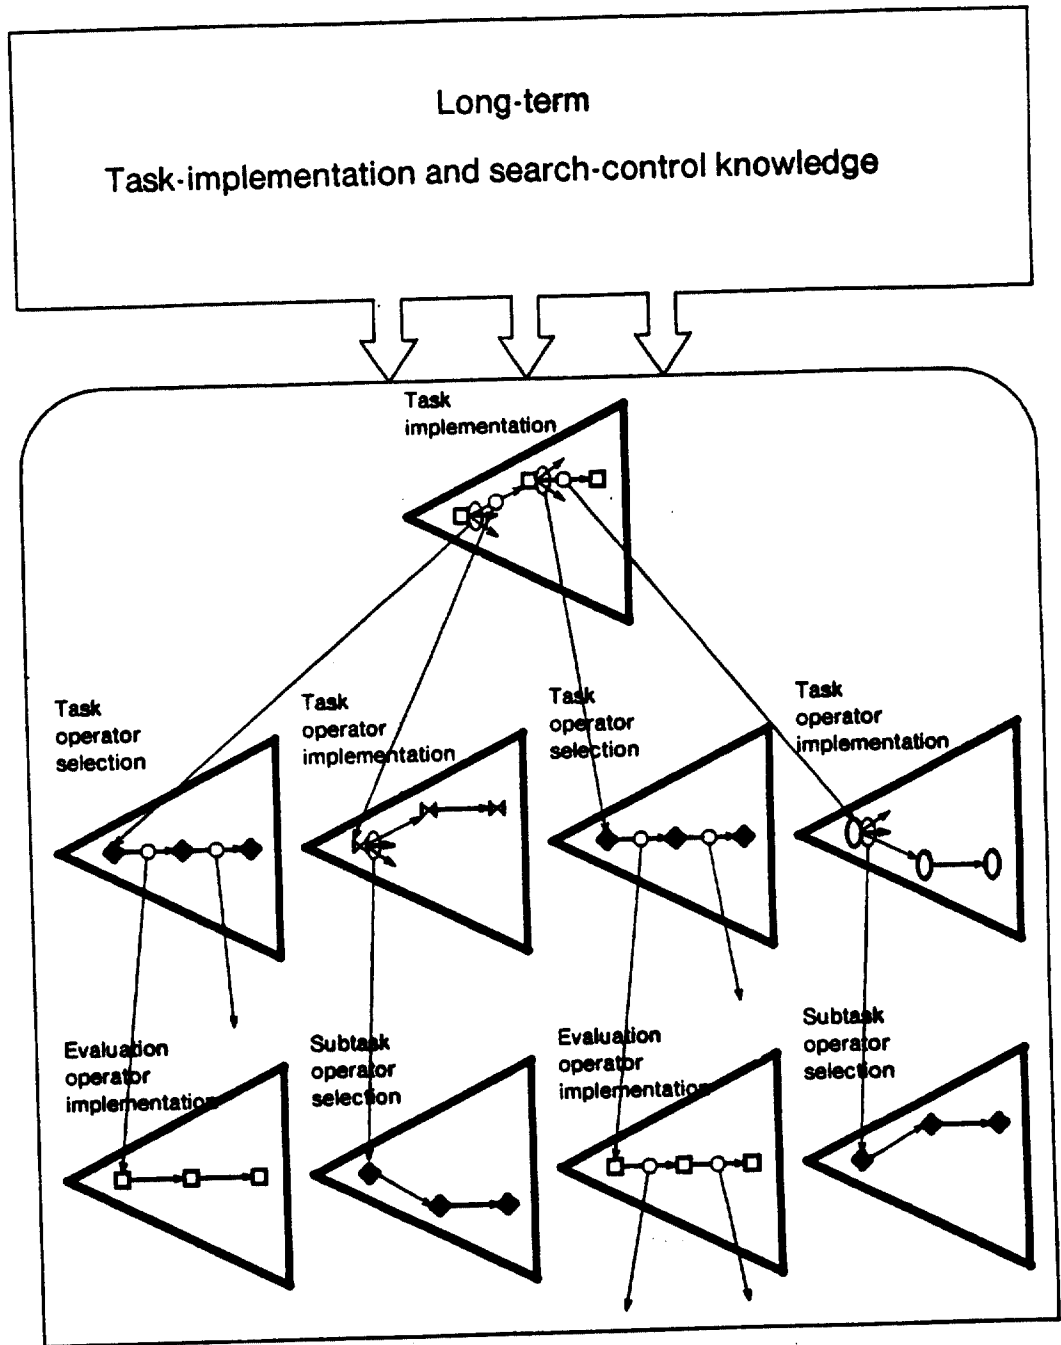 Long-term
Task-implementation and search-control knowledge
Task
implementation
Task
operator
selection
Task
operator
implementation
Task
operator
selection
Task
operator
implementation
Evaluation
operator
implementation
Subtask
operator
selection
Evaluation
operator
implementation
Subtask
operator
selection